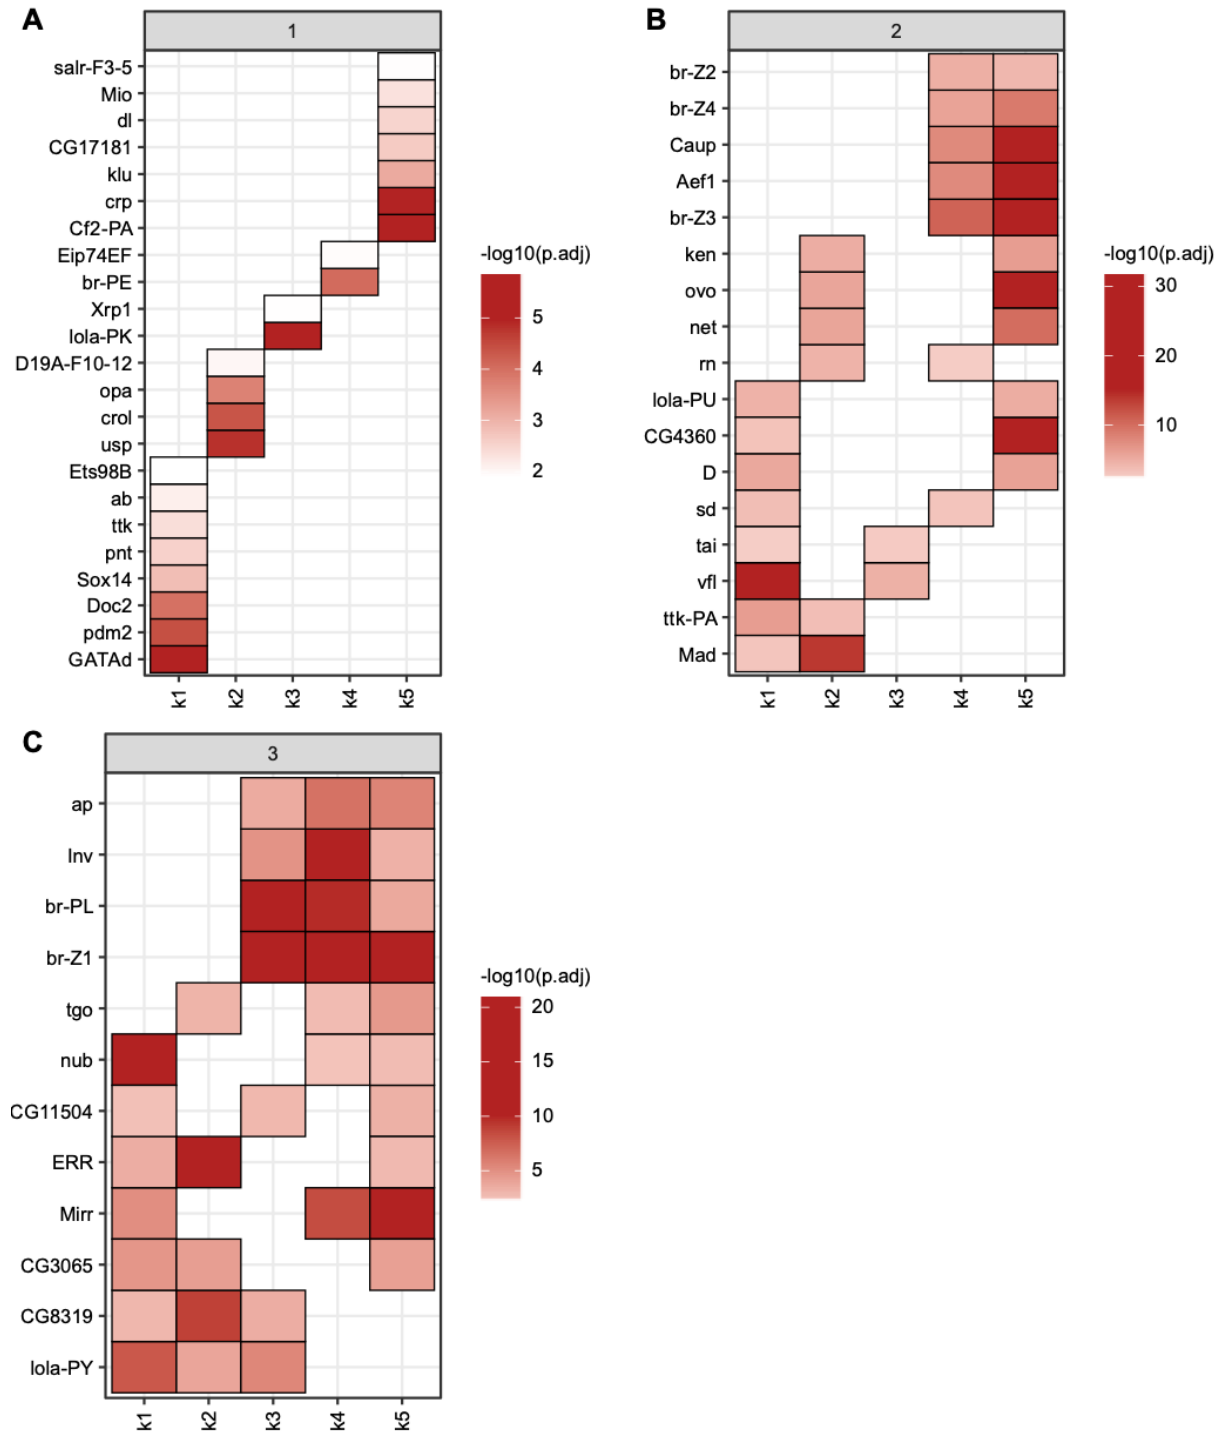 A
1
salr-F3-5
Mio
dl
CG17181
klu
crp
Cf2-PA
Eip74EF
br-PE
Xrp1
lola-PK
D19A-F10-12
opa
crol
usp
Ets98B
ab
ttk
pnt
Sox14
Doc2
pdm2
GATAd
k1 k2 k3 k4 k5
-log10(p.adj)
5
4
3
2
B
2
br-Z2
br-Z4
Caup
Aef1
br-Z3
ken
ovo
net
rn
lola-PU
CG4360
D
sd
tai
vfl
ttk-PA
Mad
k1 k2 k3 k4 k5
-log10(p.adj)
30
20
10
C
3
ap
Inv
br-PL
br-Z1
tgo
nub
CG11504
ERR
Mirr
CG3065
CG8319
lola-PY
k1 k2 k3 k4 k5
-log10(p.adj)
20
15
10
5